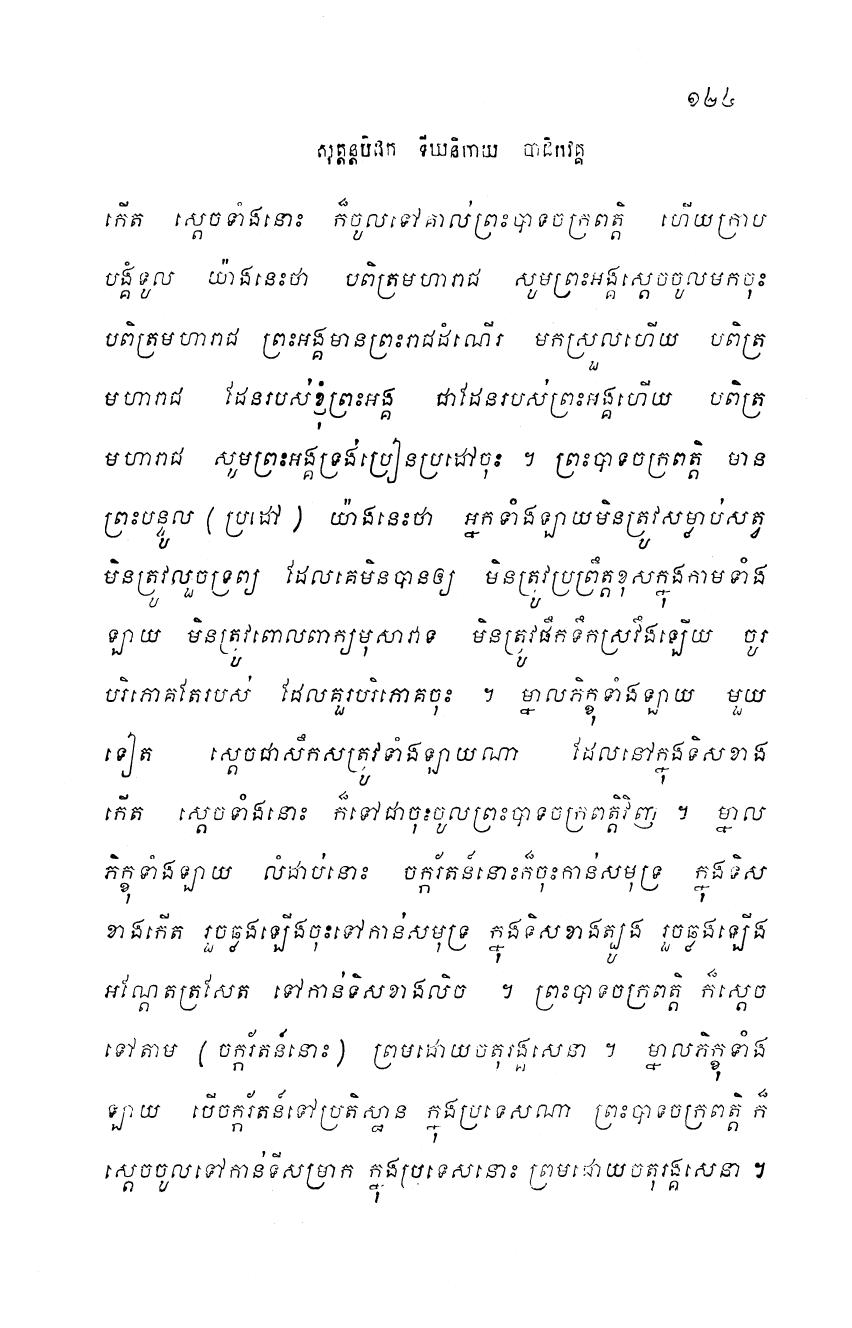 ១២៤
សុត្តន្តបិដក ទីឃនិកាយ បាដិកវគ្គ
កើត ស្តេចទាំងនោះ ក៏ចូលទៅគាល់ព្រះបាទចក្រពត្តិ ហើយក្រាប
បង្គំទូល យ៉ាងនេះថា បពិត្រមហារាជ សូមព្រះអង្គស្តេចចូលមកចុះ
បពិត្រមហារាជ ព្រះអង្គមានព្រះរាជដំណើរ មកស្រួលហើយ បពិត្រ
មហារាជ ដែនរបស់ខ្ញុំព្រះអង្គ ជាដែនរបស់ព្រះអង្គហើយ បពិត្រ
មហារាជ សូមព្រះអង្គទ្រង់ប្រៀនប្រដៅចុះ ។ ព្រះបាទចក្រពត្តិ មាន
ព្រះបន្ទូល ( ប្រដៅ ) យ៉ាងនេះថា អ្នកទាំងឡាយមិនត្រូវសម្លាប់សត្វ
មិនត្រូវលួចទ្រព្យ ដែលគេមិនបានឲ្យ មិនត្រូវប្រព្រឹត្តខុសក្នុងកាមទាំង
ឡាយ មិនត្រូវពោលពាក្យមុសាវាទ មិនត្រូវផឹកទឹកស្រវឹងឡើយ ចូរ
បរិភោគតែរបស់ ដែលគួរបរិភោគចុះ ។ ម្នាលភិក្ខុទាំងឡាយ មួយ
ទៀត ស្តេចជាសឹកសត្រូវទាំងឡាយណា ដែលនៅក្នុងទិសខាង
កើត ស្តេចទាំងនោះ ក៏ទៅជាចុះចូលព្រះបាទចក្រពត្តិវិញ ។ ម្នាល
ភិក្ខុទាំងឡាយ លំដាប់នោះ ចក្ករ័តន៍នោះក៏ចុះកាន់សមុទ្រ ក្នុងទិស
ខាងកើត រួចឆ្លងឡើងចុះទៅកាន់សមុទ្រ ក្នុងទិសខាងត្បូង រួចឆ្លងឡើង
អណ្តែតត្រសែត ទៅកាន់ទិសខាងលិច ។ ព្រះបាទចក្រពត្តិ ក៏ស្តេច
ទៅតាម ( ចក្ករ័តន៍នោះ ) ព្រមដោយចតុរង្គសេនា ។ ម្នាលភិក្ខុទាំង
ឡាយ បើចក្ករ័តន៍ទៅប្រតិស្ឋាន ក្នុងប្រទេសណា ព្រះបាទចក្រពត្តិ ក៏
ស្តេចចូលទៅកាន់ទីសម្រាក ក្នុងប្រទេសនោះ ព្រមដោយចតុរង្គសេនា ។